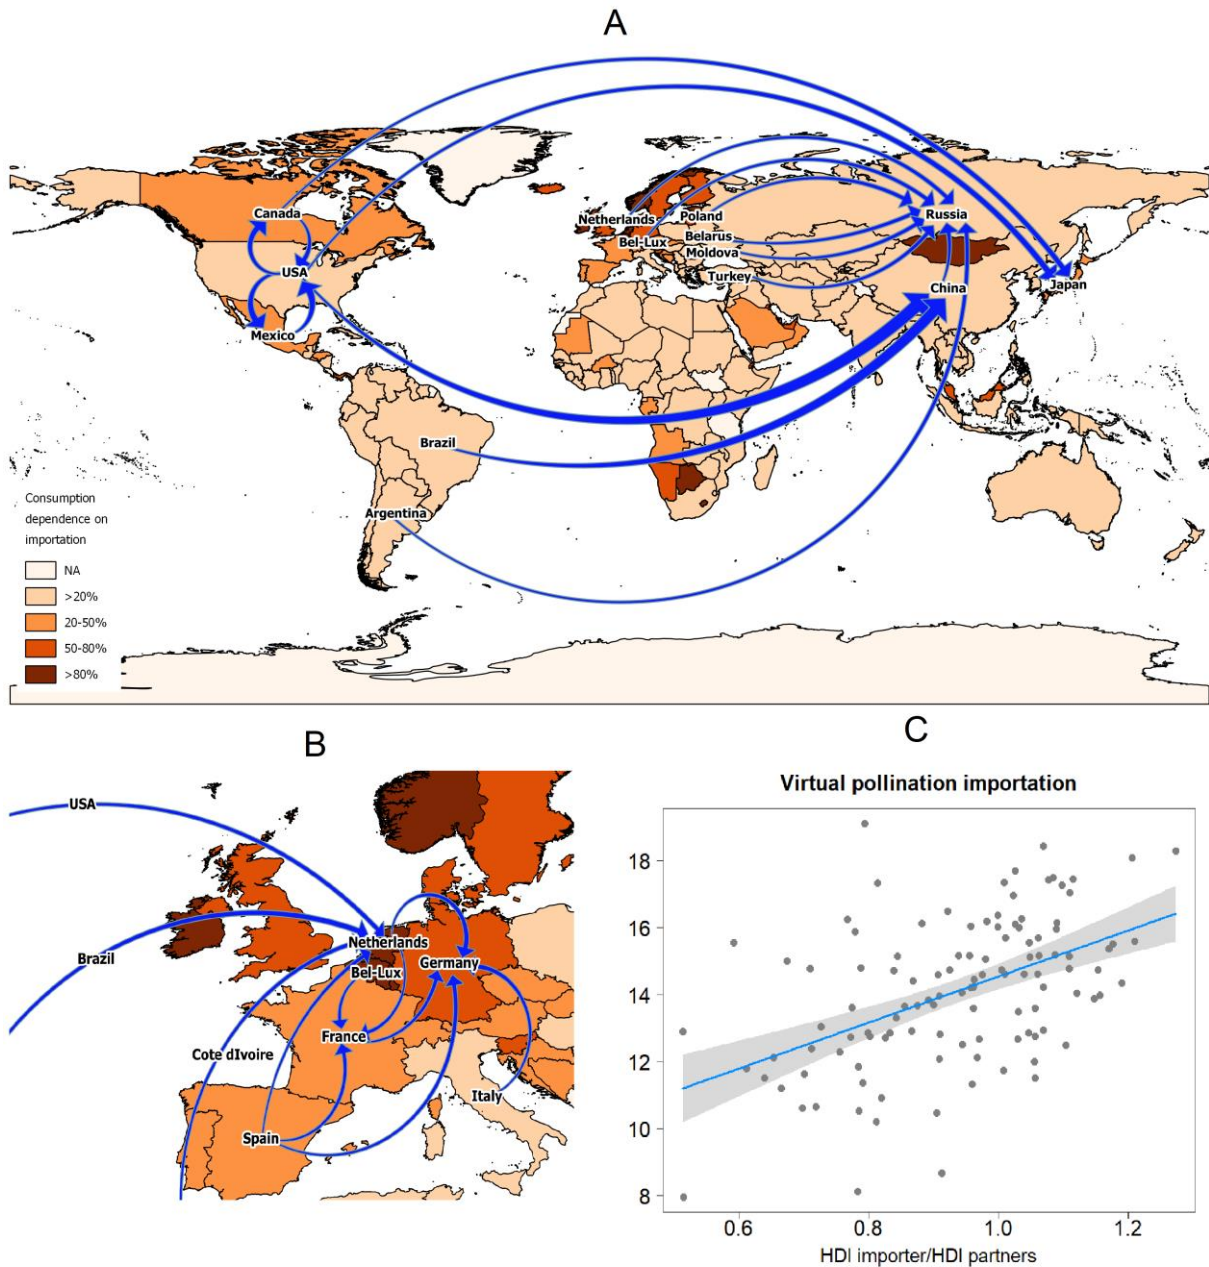 A
Canada
USA
Mexico
Netherlands
Poland
Bel-Lux
Belarus
Moldova
Turkey
Russia
China
Japan
Brazil
Argentina
Consumption
dependence on
importation
NA
>20%
20-50%
50-80%
>80%
B
USA
Brazil
Netherlands
Bel-Lux
Germany
France
Cote dIvoire
Italy
Spain
C
Virtual pollination importation
18
16
14
12
10
8
0.6 0.8 1.0 1.2
HDI importer/HDI partners